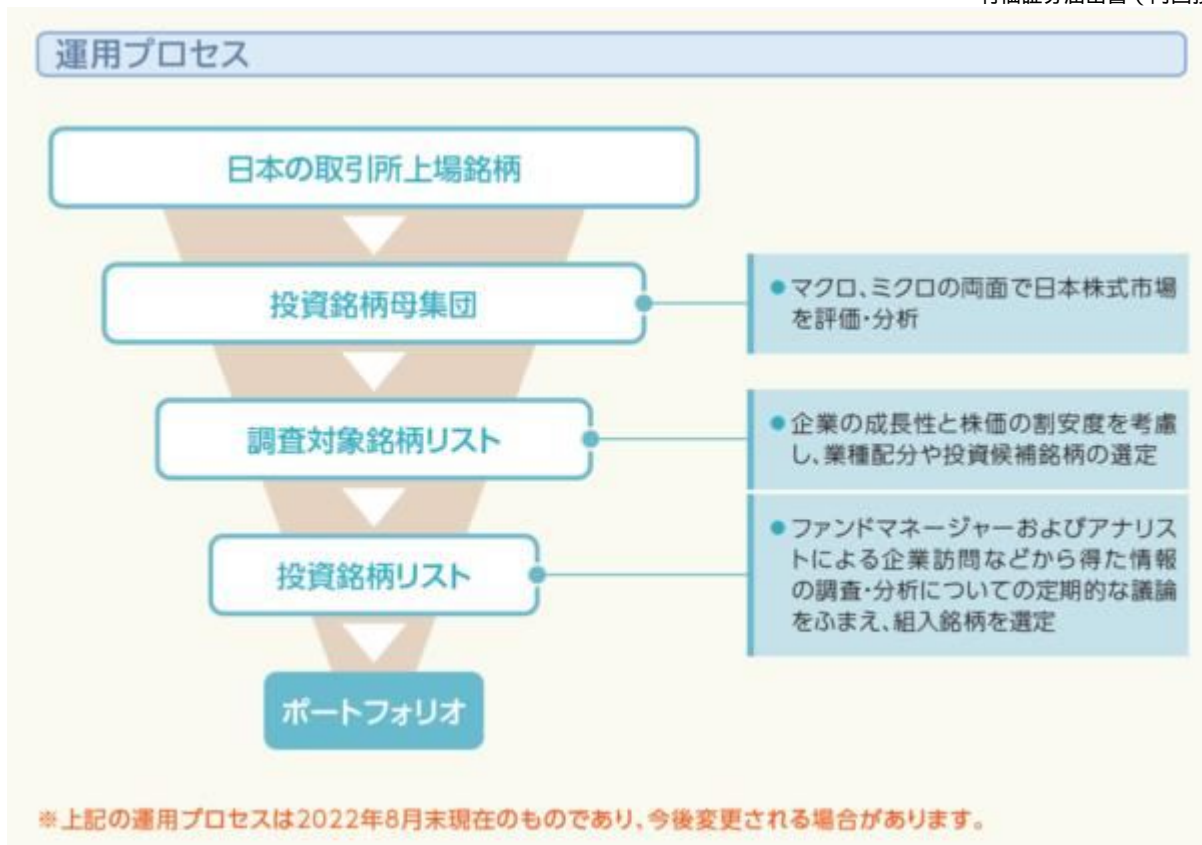 運用プロセス
日本の取引所上場銘柄
投資銘柄母集団
●マクロ、ミクロの両面で日本株式市場
を評価・分析
調査対象銘柄リスト
●企業の成長性と株価の割安度を考慮
し、業種配分や投資候補銘柄の選定
投資銘柄リスト
●ファンドマネージャーおよびアナリス
トによる企業訪問などから得た情報
の調査・分析についての定期的な議論
をふまえ、組入銘柄を選定
ポートフォリオ
※上記の運用プロセスは2022年8月末現在のものであり、今後変更される場合があります。